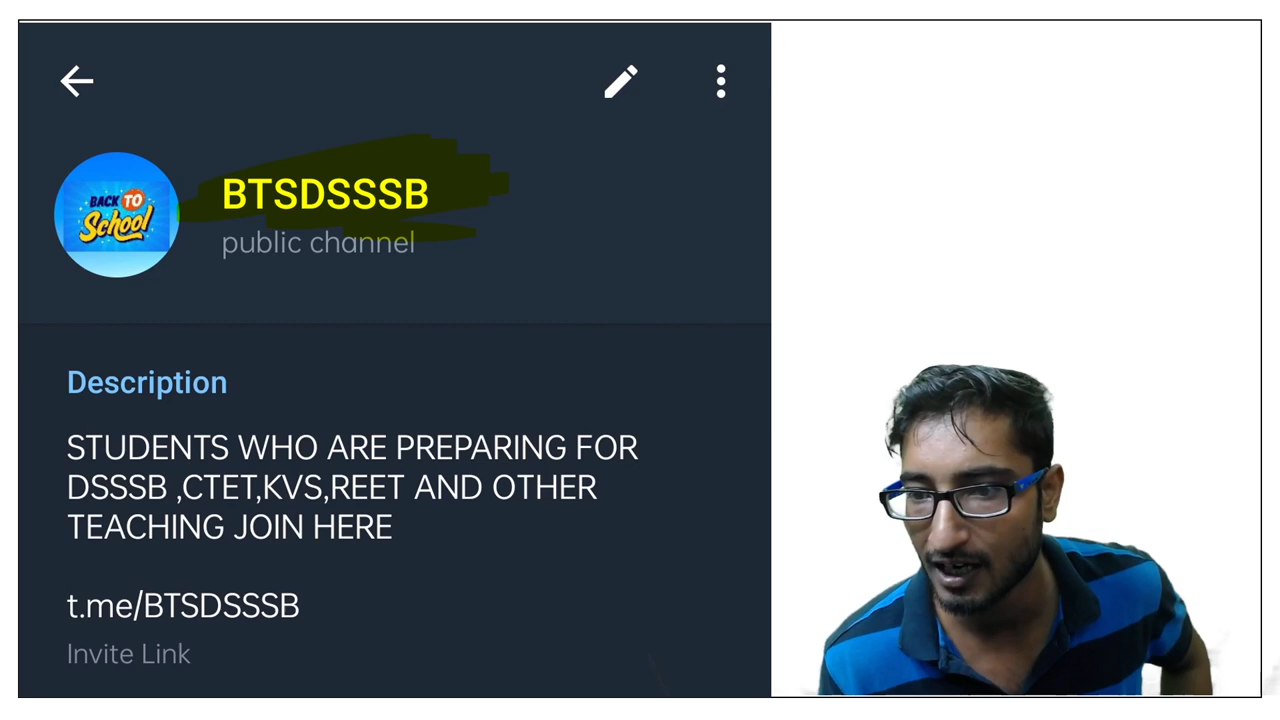 BACK TO
School
BTSDSSSB
public channel
Description
STUDENTS WHO ARE PREPARING FOR
DSSSB ,CTET,KVS,REET AND OTHER
TEACHING JOIN HERE
t.me/BTSDSSSB
Invite Link